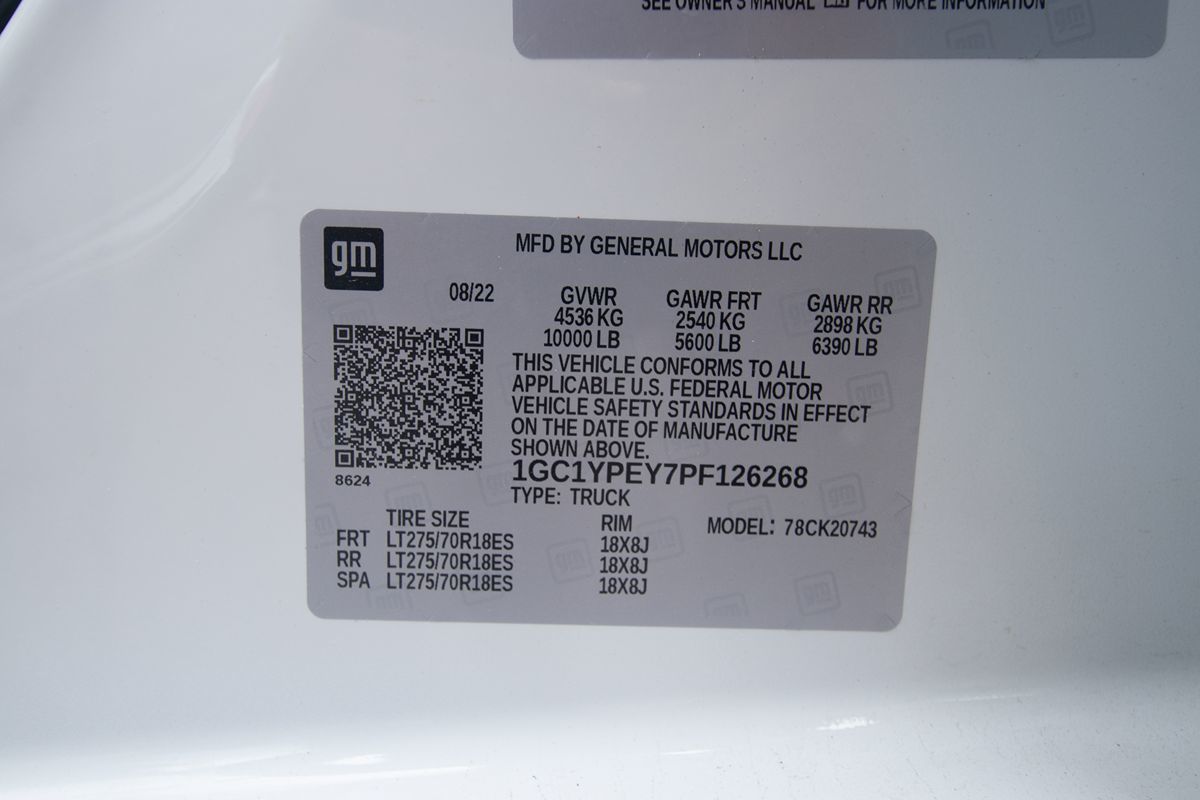 SEE OWNER'S MANUAL FOR MORE INFORMATION
gm
MFD BY GENERAL MOTORS LLC
08/22
GVWR GAWR FRT GAWR RR
4536 KG 2540 KG 2898 KG
10000 LB 5600 LB 6390 LB
THIS VEHICLE CONFORMS TO ALL
APPLICABLE U.S. FEDERAL MOTOR
VEHICLE SAFETY STANDARDS IN EFFECT
ON THE DATE OF MANUFACTURE
SHOWN ABOVE.
8624
1GC1YPEY7PF126268
TYPE: TRUCK
TIRE SIZE RIM MODEL: 78CK20743
FRT LT275/70R18ES 18X8J
RR LT275/70R18ES 18X8J
SPA LT275/70R18ES 18X8J